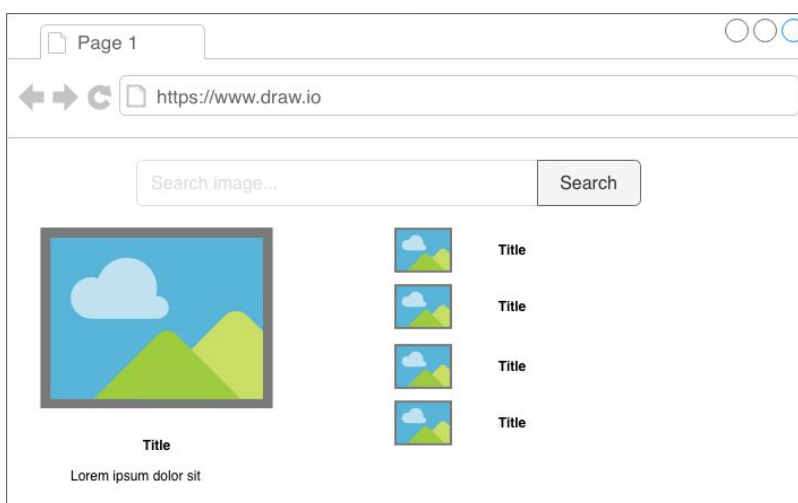 Page 1
https://www.draw.io
Search image...
Search
Title
Title
Title
Title
Title
Lorem ipsum dolor sit